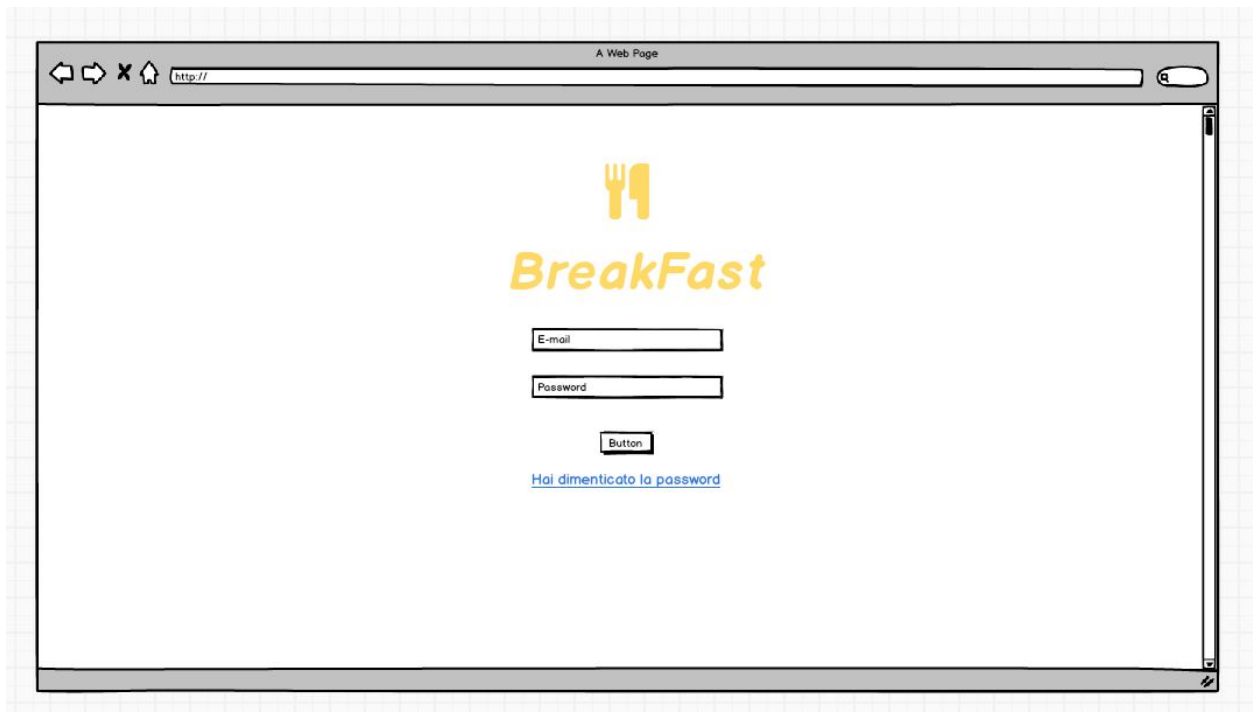 A Web Page
http://
BreakFast
E-mail
Password
Button
Hai dimenticato la password